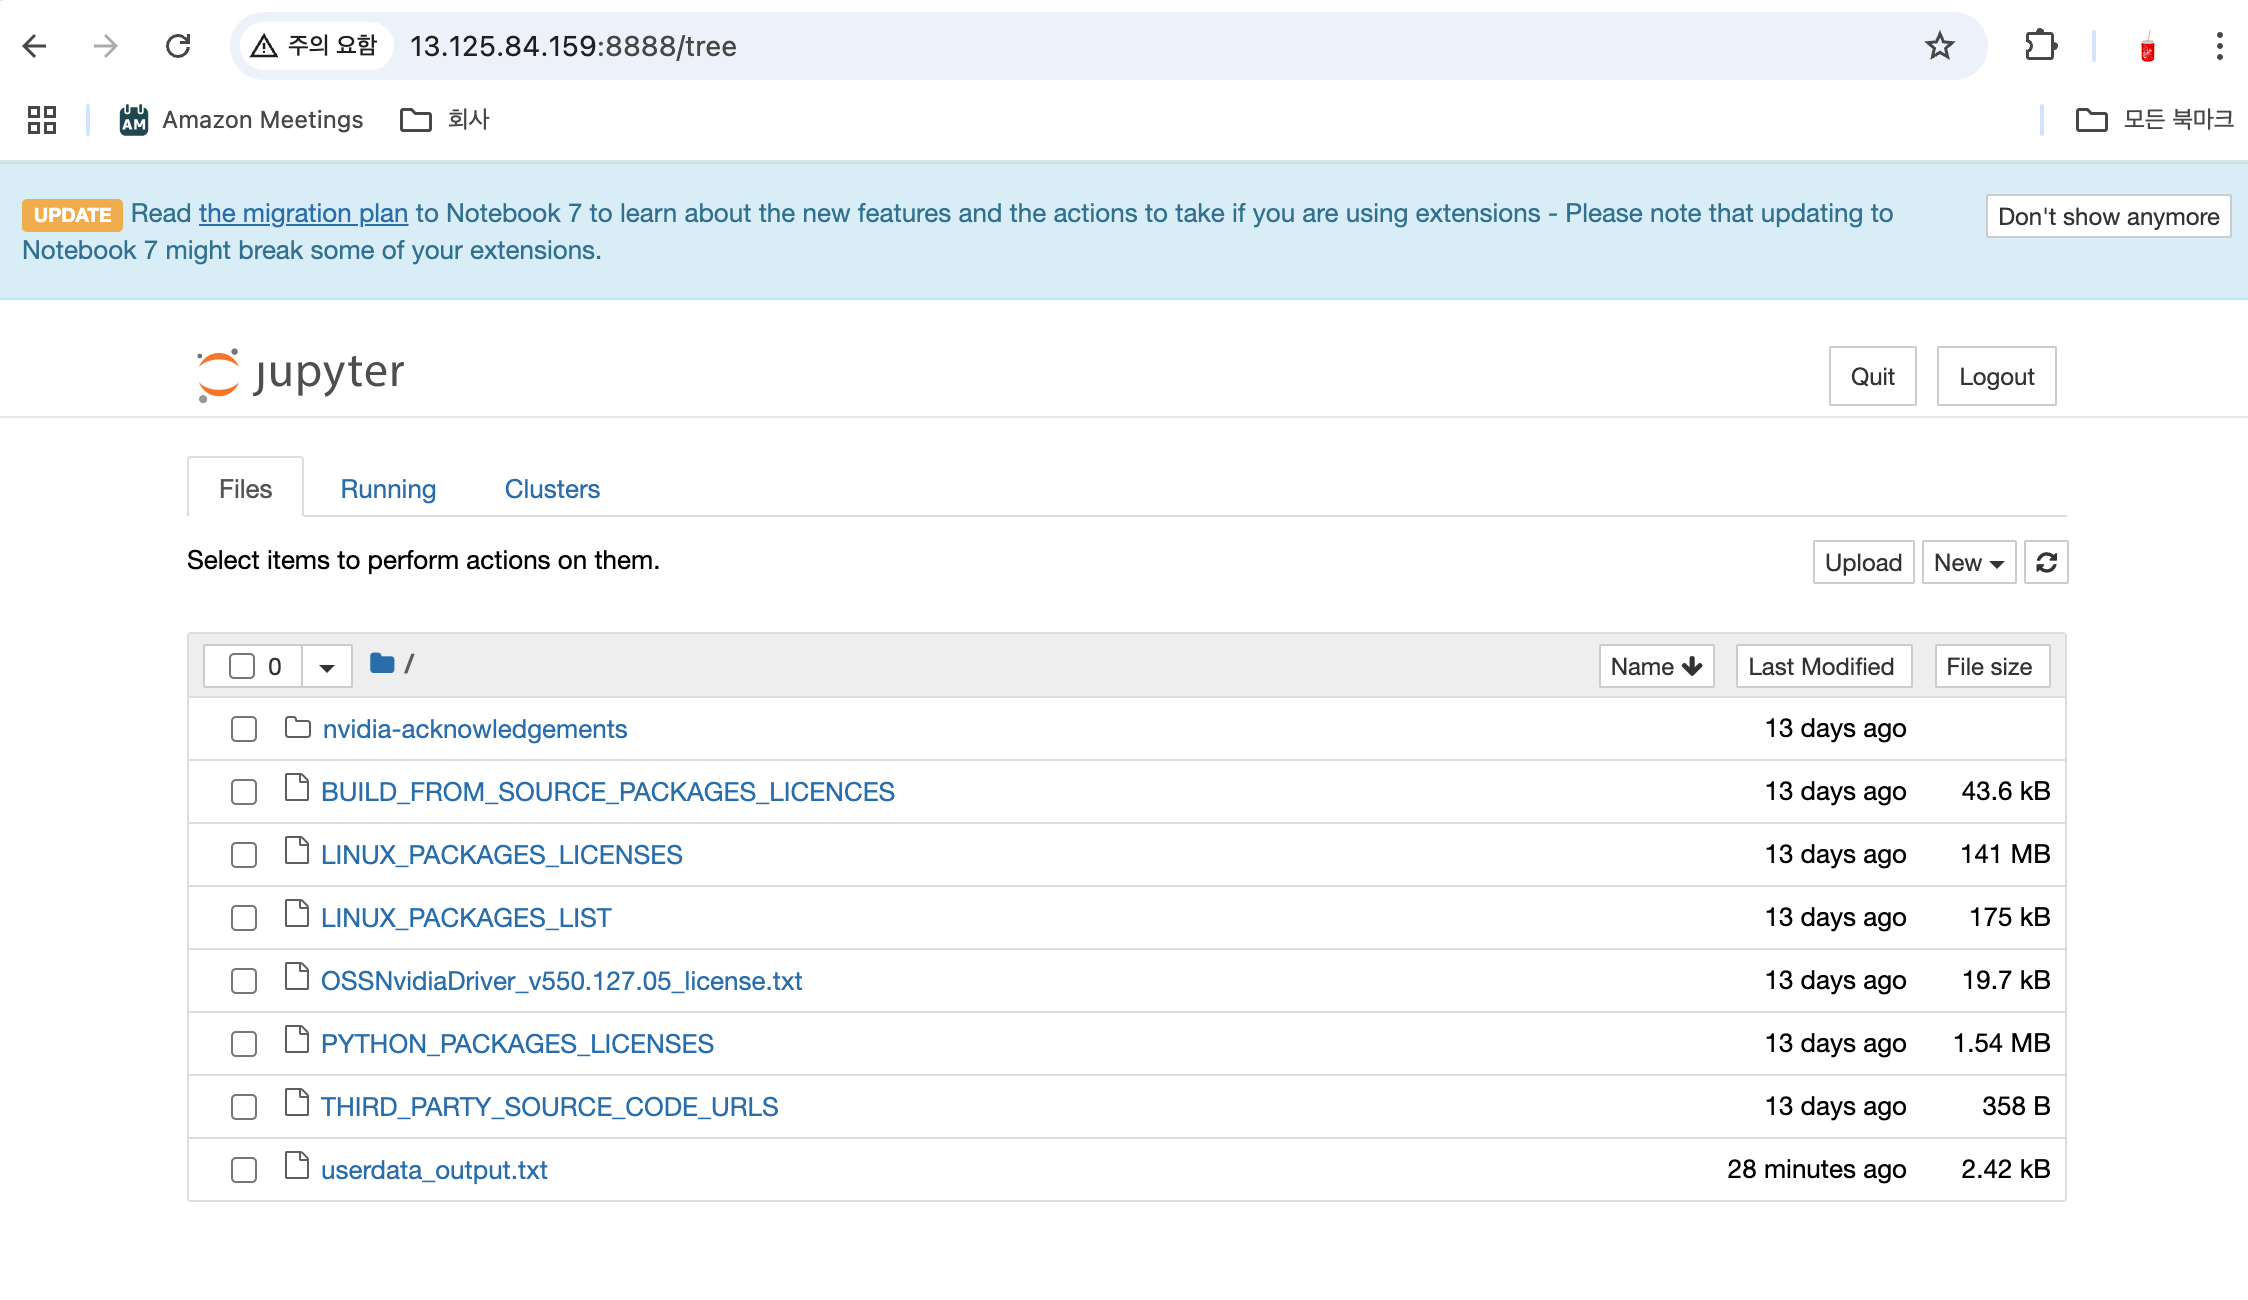 주의 요함 13.125.84.159:8888/tree
AM Amazon Meetings 회사 모든 북마크
UPDATE Read the migration plan to Notebook 7 to learn about the new features and the actions to take if you are using extensions - Please note that updating to
Notebook 7 might break some of your extensions.
Don't show anymore
jupyter
Quit Logout
Files Running Clusters
Select items to perform actions on them.
Upload New
0 / Name Last Modified File size
nvidia-acknowledgements 13 days ago
BUILD_FROM_SOURCE_PACKAGES_LICENCES 13 days ago 43.6 kB
LINUX_PACKAGES_LICENSES 13 days ago 141 MB
LINUX_PACKAGES_LIST 13 days ago 175 kB
OSSNvidiaDriver_v550.127.05_license.txt 13 days ago 19.7 kB
PYTHON_PACKAGES_LICENSES 13 days ago 1.54 MB
THIRD_PARTY_SOURCE_CODE_URLS 13 days ago 358 B
userdata_output.txt 28 minutes ago 2.42 kB